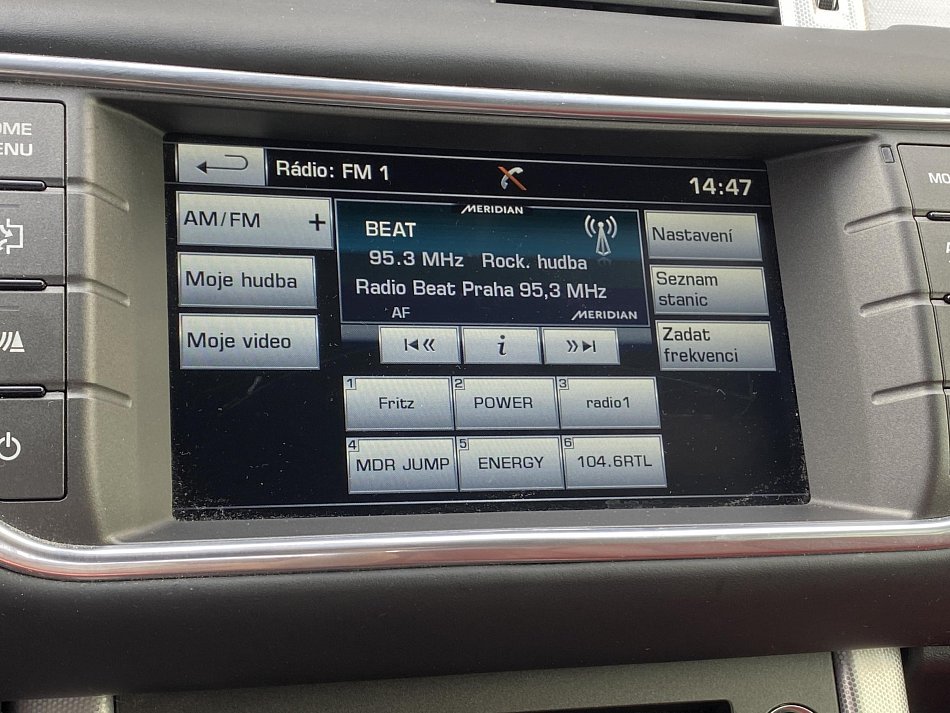 OME
ENU
Rádio: FM 1
14:47
AM/FM +
MERIDIAN
BEAT
95.3 MHz Rock. hudba
Radio Beat Praha 95,3 MHz
AF
MERIDIAN
Moje hudba
Moje video
Nastavení
Seznam
stanic
Zadat
frekvenci
i
1 Fritz
2 POWER
3 radio1
4 MDR JUMP
5 ENERGY
6 104.6RTL
MO